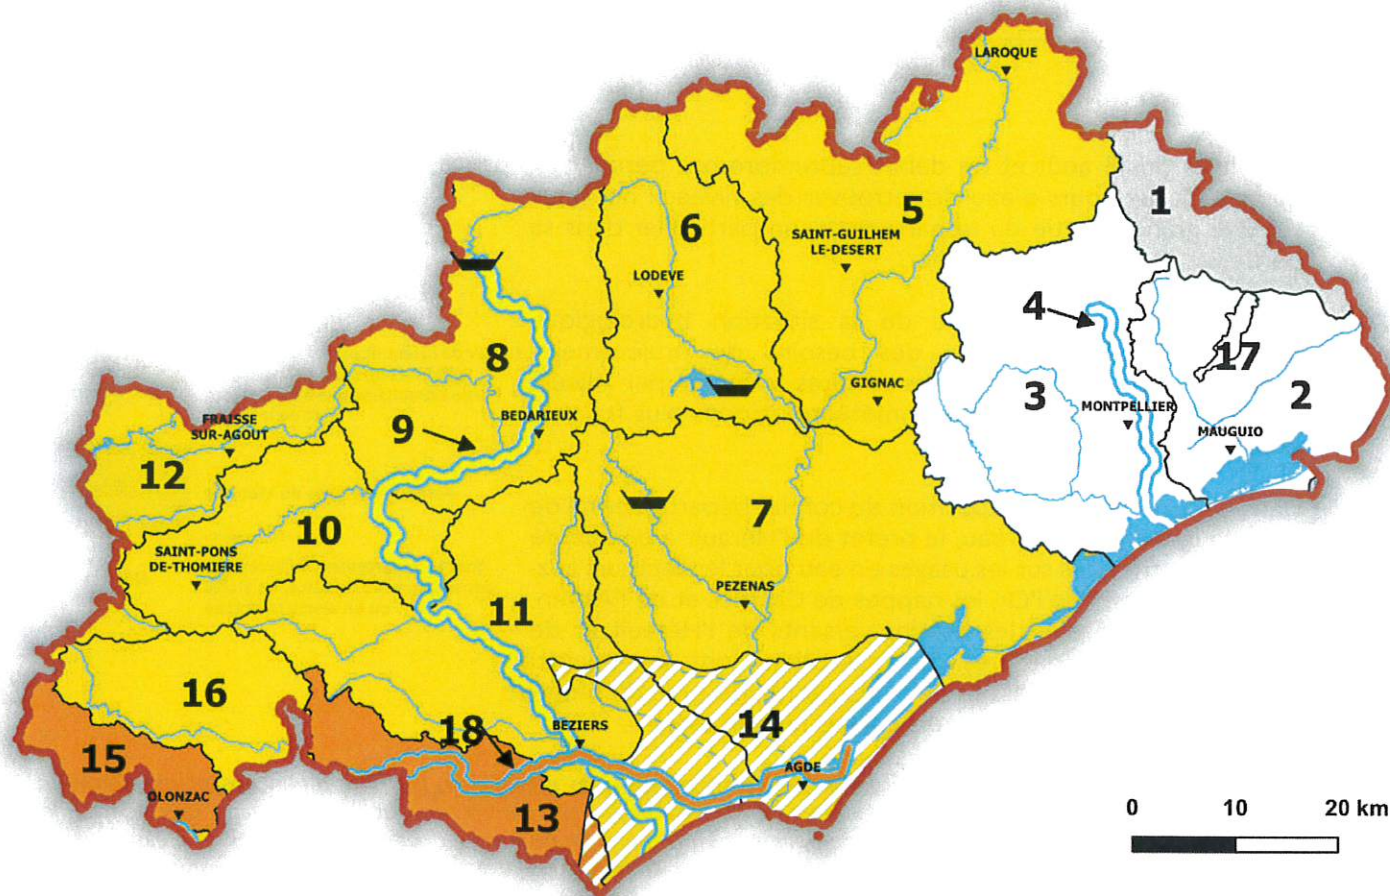 LAROQUE
1
5
6
SAINT-GUILHEM
LE-DESERT
LODEVE
4
8
17
GIGNAC
3
2
MONTPELLIER
BEDARIEUX
FRAISSE
SUR-AGOUT
9
MAUGUIO
12
7
10
SAINT-PONS
DE-THOMIERE
PEZENAS
11
16
14
18
BEZIERS
15
AGDE
OLONZAC
13
0 10 20 km